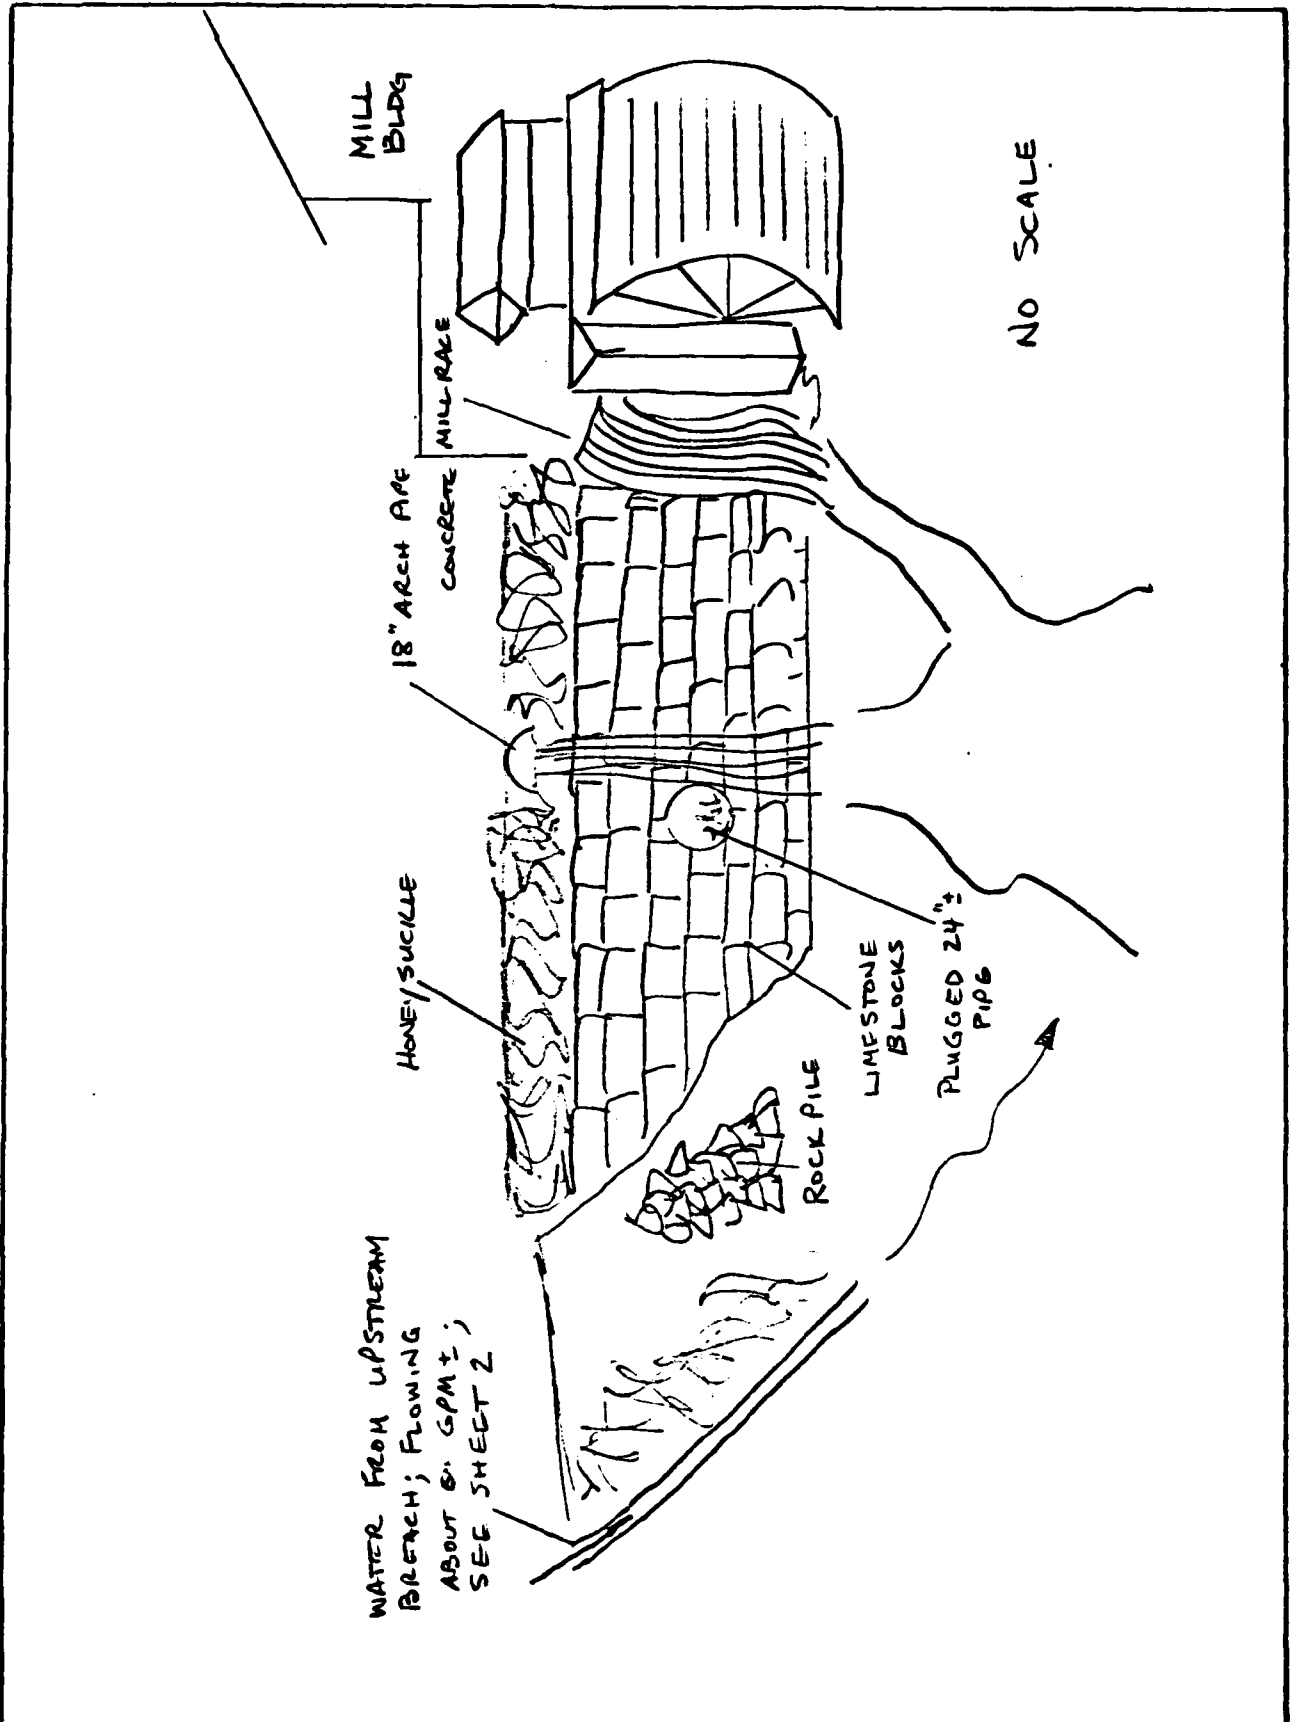 WATER FROM UPSTREAM
BREACH; FLOWING
ABOUT GPM ±;
SEE SHEET 2
HONEYSUCKLE
18" ARCH PIPE
CONCRETE
MILL RACE
MILL
BLDG
ROCK PILE
LIMESTONE
BLOCKS
PLUGGED 24"±
PIPE
NO SCALE